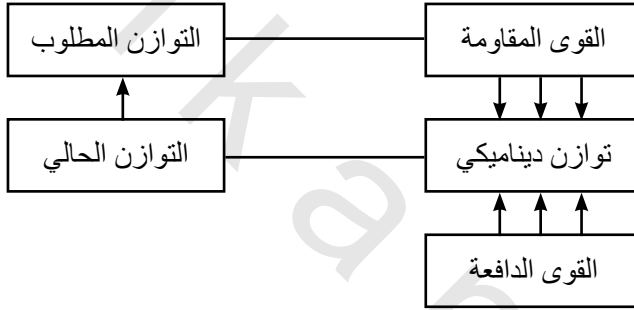 القوى المقاومة
التوازن المطلوب
توازن ديناميكي
التوازن الحالي
القوى الدافعة